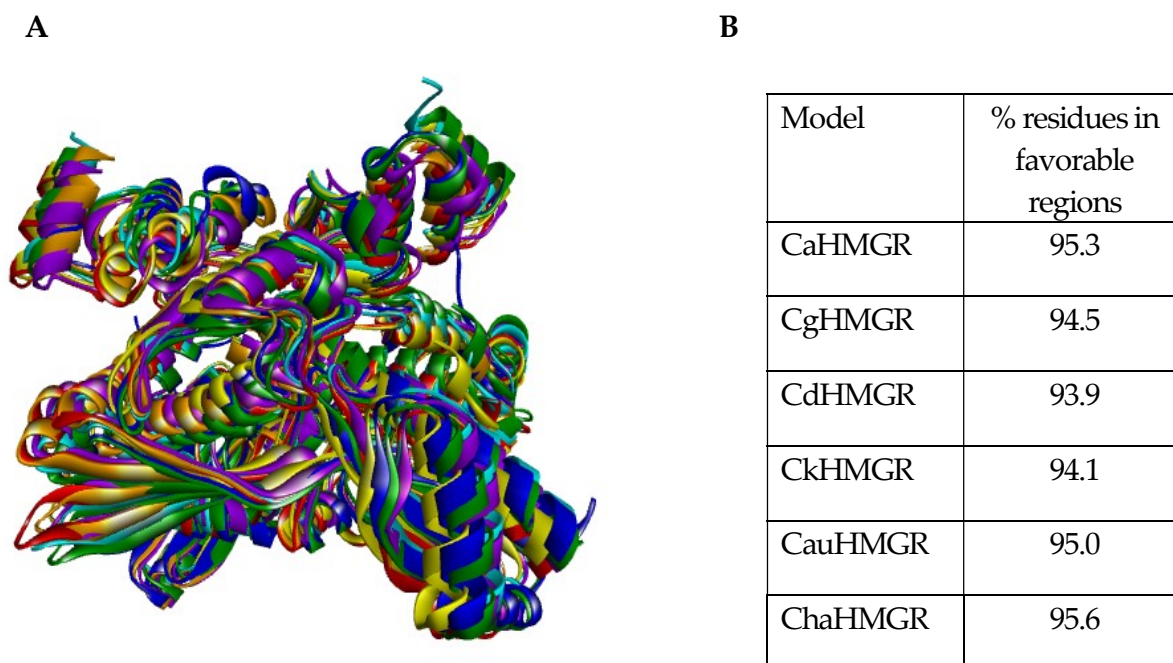 A
B
Model
% residues in
favorable
regions
CaHMGR 95.3
CgHMGR 94.5
CdHMGR 93.9
CkHMGR 94.1
CauHMGR 95.0
ChaHMGR 95.6